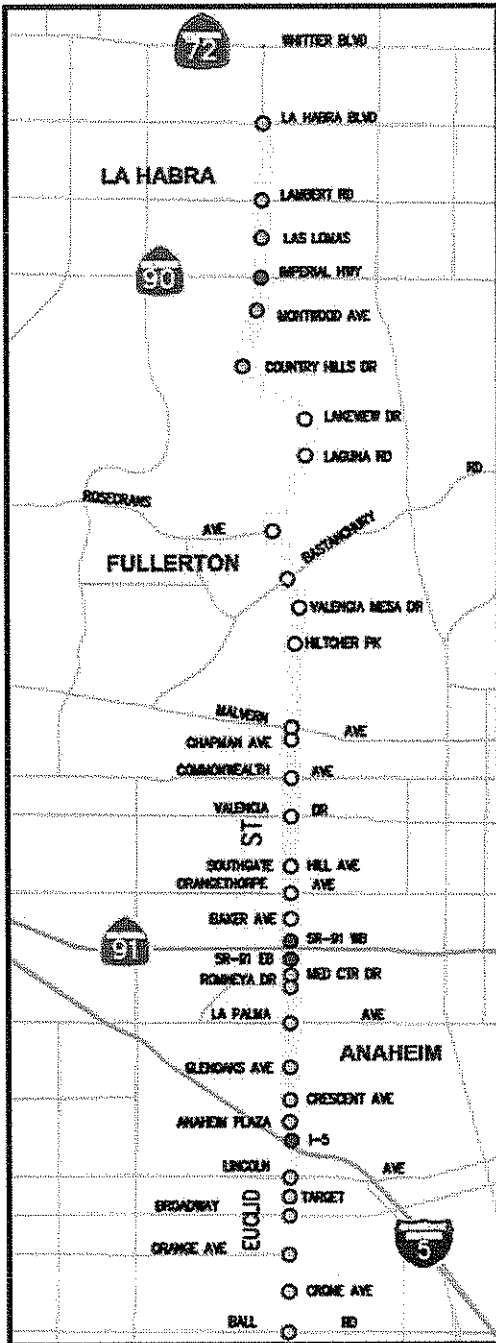 72
WHITTIER BLVD
LA HABRA BLVD
LA HABRA
LAMBERT RD
LAS LOMAS
90
IMPERIAL HWY
MONTWOOD AVE
COUNTRY HILLS DR
LAKEVIEW DR
LAGUNA RD
RD
ROSECRANS
AVE
BASTANCHURY
FULLERTON
VALENCIA MESA DR
HILTCHER PK
MALVERN
AVE
CHAPMAN AVE
COMMONWEALTH
AVE
VALENCIA
DR
ST
SOUTHGATE
HILL AVE
ORANGETHORPE
AVE
BAKER AVE
SR-91 WB
91
SR-91 EB
MED CTR DR
ROMNEYA DR
LA PALMA
AVE
ANAHEIM
GLENOAKS AVE
CRESCENT AVE
ANAHEIM PLAZA
I-5
LINCOLN
AVE
TARGET
BROADWAY
EUCLID
5
ORANGE AVE
CRONE AVE
BALL
RD